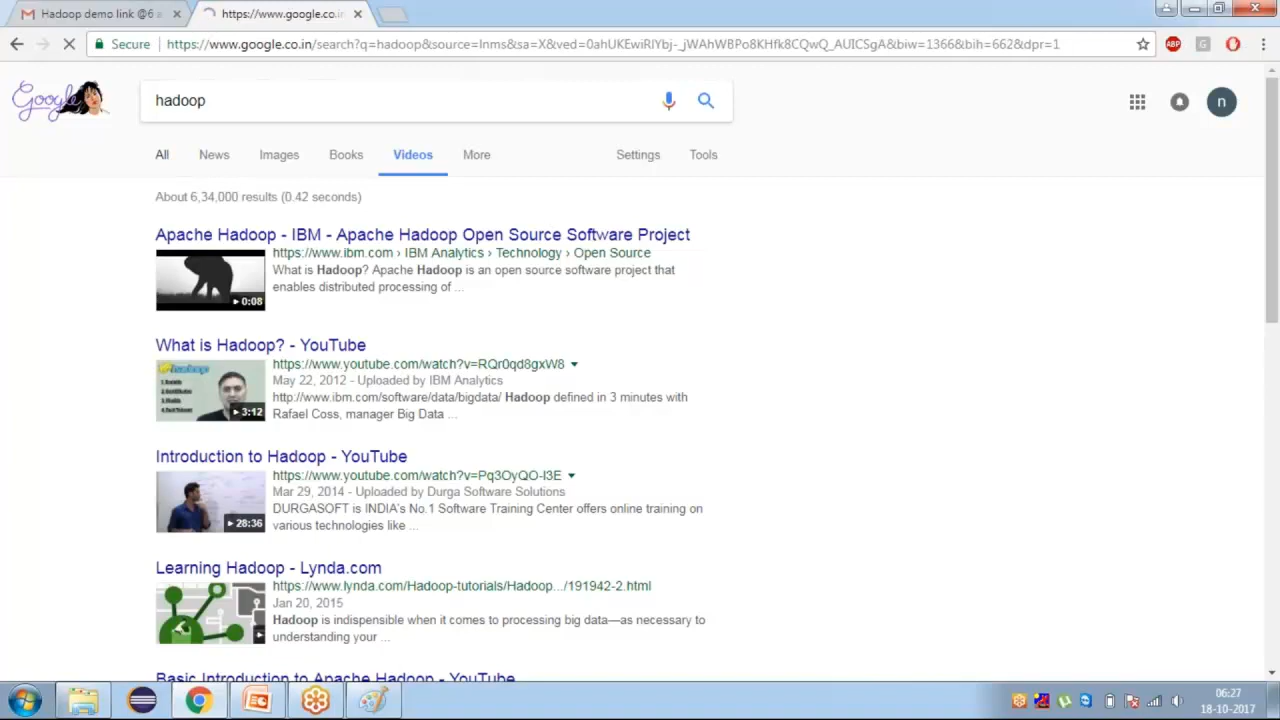 Hadoop demo link @6 a
https://www.google.co.in
Secure
https://www.google.co.in/search?q=hadoop&source=lnms&sa=X&ved=0ahUKEwiRlYbj-_jWAhWBPo8KHfk8CQwQ_AUICSgA&biw=1366&bih=662&dpr=1
ABP
G
Google
hadoop
n
All News Images Books Videos More Settings Tools
About 6,34,000 results (0.42 seconds)
Apache Hadoop - IBM - Apache Hadoop Open Source Software Project
https://www.ibm.com › IBM Analytics › Technology › Open Source
What is Hadoop? Apache Hadoop is an open source software project that
enables distributed processing of ...
0:08
What is Hadoop? - YouTube
https://www.youtube.com/watch?v=RQr0qd8gxW8
May 22, 2012 - Uploaded by IBM Analytics
http://www.ibm.com/software/data/bigdata/ Hadoop defined in 3 minutes with
Rafael Coss, manager Big Data ...
3:12
Introduction to Hadoop - YouTube
https://www.youtube.com/watch?v=Pq3OyQO-l3E
Mar 29, 2014 - Uploaded by Durga Software Solutions
DURGASOFT is INDIA's No.1 Software Training Center offers online training on
various technologies like ...
28:36
Learning Hadoop - Lynda.com
https://www.lynda.com/Hadoop-tutorials/Hadoop.../191942-2.html
Jan 20, 2015
Hadoop is indispensible when it comes to processing big data—as necessary to
understanding your ...
Basic Introduction to Apache Hadoop - YouTube
06:27
18-10-2017